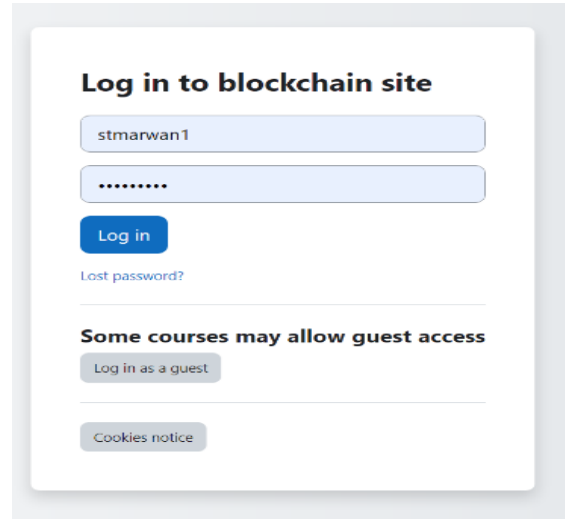 Log in to blockchain site
stmarwan1
•••••••••
Log in
Lost password?
Some courses may allow guest access
Log in as a guest
Cookies notice